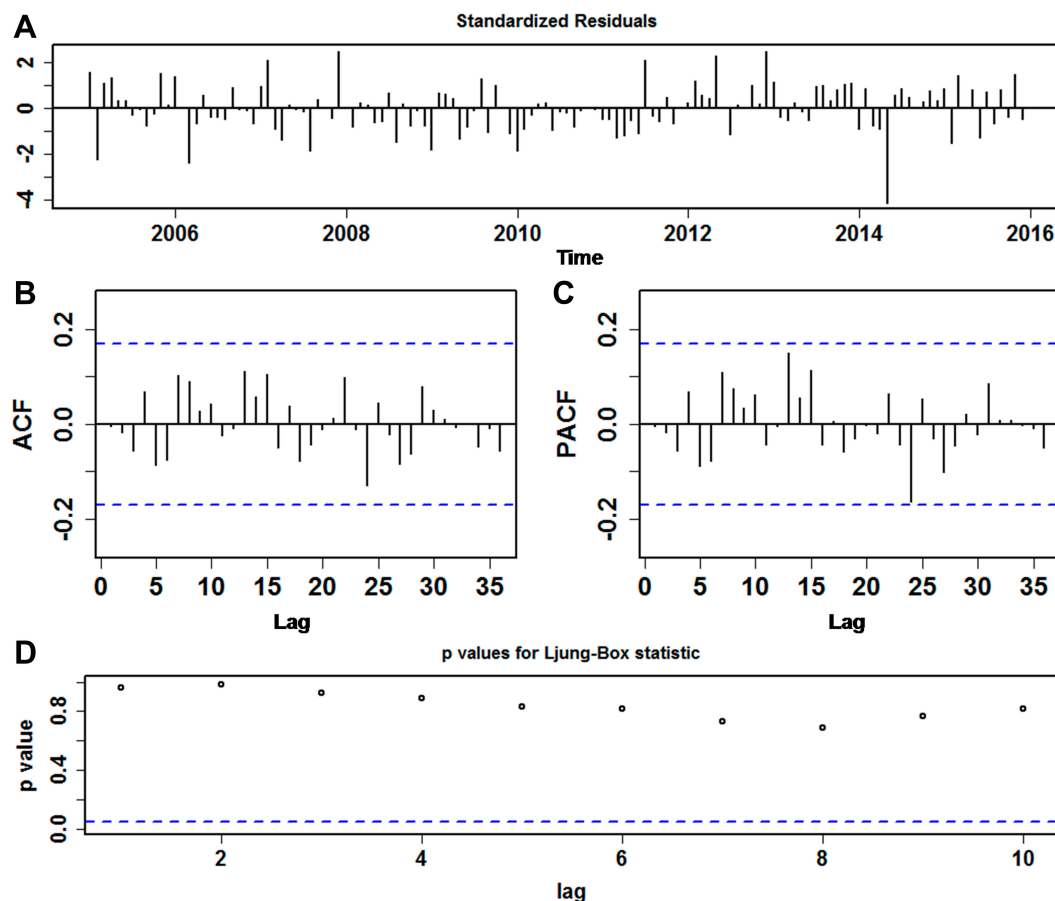 A
Standardized Residuals
2
0
-2
-4
2006 2008 2010 2012 2014 2016
Time
B
ACF
0.2
0.0
-0.2
0 5 10 15 20 25 30 35
Lag
C
PACF
0.2
0.0
-0.2
0 5 10 15 20 25 30 35
Lag
D
p values for Ljung-Box statistic
p value
0.8
0.4
0.0
2 4 6 8 10
lag